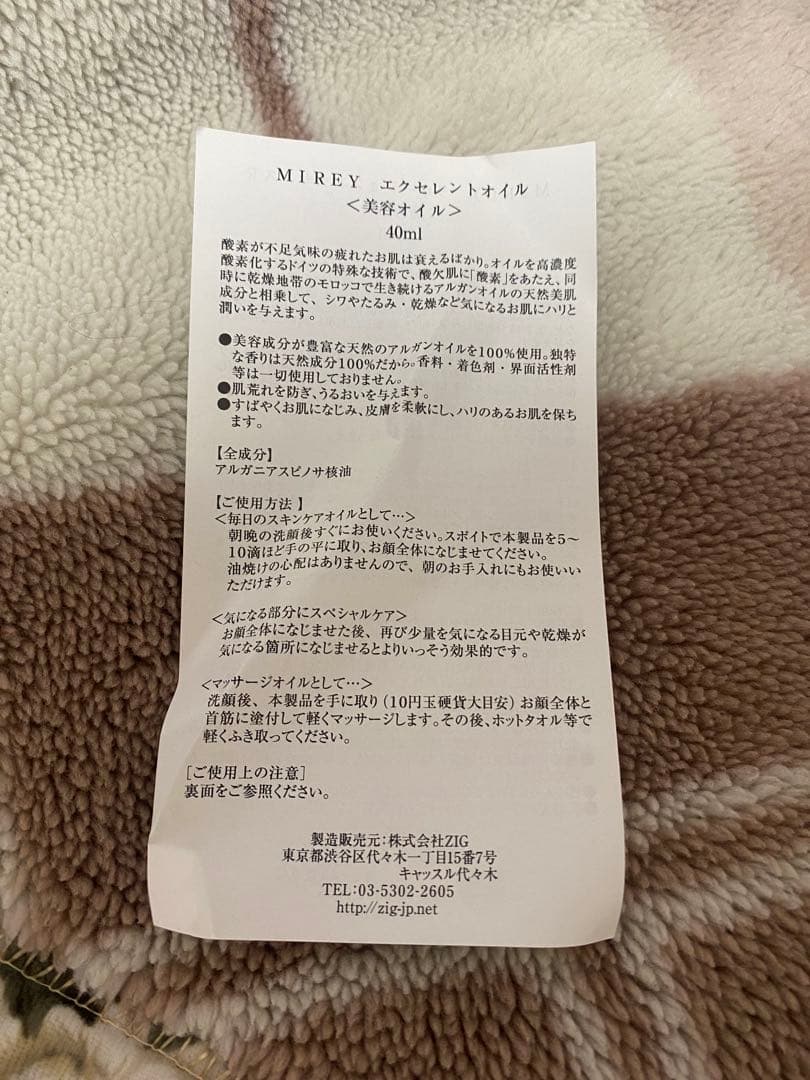 MIREY エクセレントオイル
<美容オイル>
40ml
酸素が不足気味の疲れたお肌は衰えるばかり。オイルを高濃度
酸素化するドイツの特殊な技術で、酸欠肌に「酸素」をあたえ、同
時に乾燥地帯のモロッコで生き続けるアルガンオイルの天然美肌
成分と相乗して、シワやたるみ・乾燥など気になるお肌にハリと
潤いを与えます。
●美容成分が豊富な天然のアルガンオイルを100%使用。独特
な香りは天然成分100%だから。香料・着色剤・界面活性剤
等は一切使用しておりません。
●肌荒れを防ぎ、うるおいを与えます。
●すばやくお肌になじみ、皮膚を柔軟にし、ハリのあるお肌を保ち
ます。
【全成分】
アルガニアスピノサ核油
【ご使用方法 】
<毎日のスキンケアオイルとして…>
朝晩の洗顔後すぐにお使いください。スポイトで本製品を5~
10滴ほど手の平に取り、お顔全体になじませてください。
油焼けの心配はありませんので、朝のお手入れにもお使いい
ただけます。
<気になる部分にスペシャルケア>
お顔全体になじませた後、再び少量を気になる目元や乾燥が
気になる箇所になじませるとよりいっそう効果的です。
<マッサージオイルとして…>
洗顔後、本製品を手に取り(10円玉硬貨大目安)お顔全体と
首筋に塗付して軽くマッサージします。その後、ホットタオル等で
軽くふき取ってください。
[ご使用上の注意]
裏面をご参照ください。
製造販売元:株式会社ZIG
東京都渋谷区代々木一丁目15番7号
キャッスル代々木
TEL:03-5302-2605
http://zig-jp.net